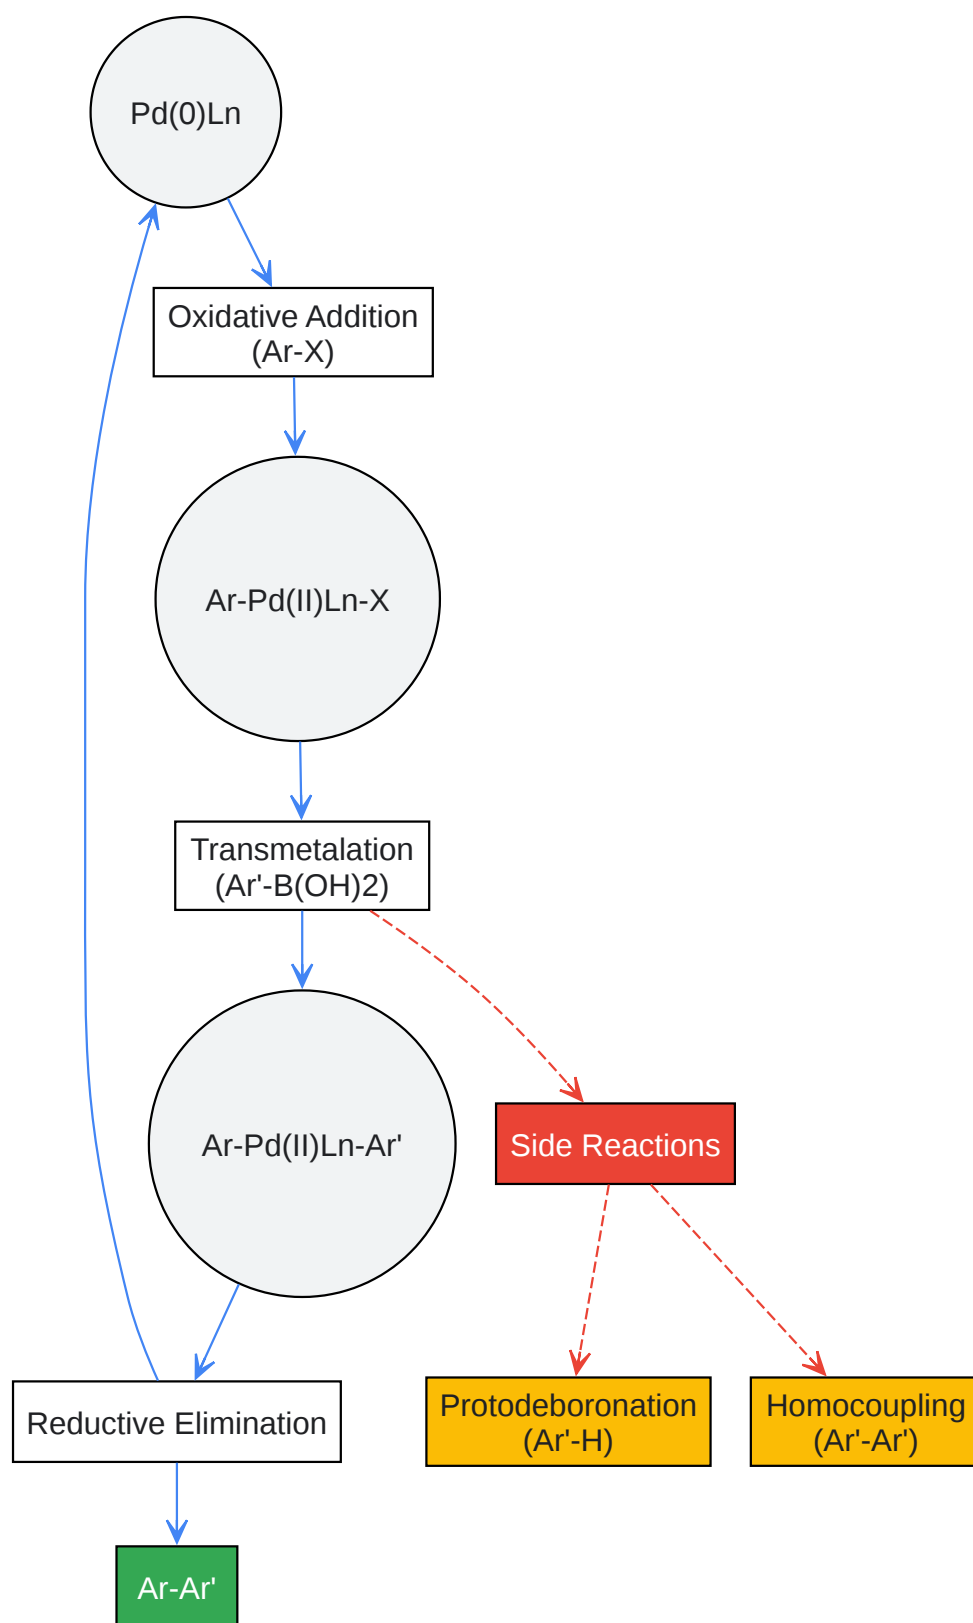 Pd(0)Ln
Oxidative Addition
(Ar-X)
Ar-Pd(II)Ln-X
Transmetalation
(Ar'-B(OH)2)
Ar-Pd(II)Ln-Ar'
Side Reactions
Reductive Elimination
Protodeboronation
(Ar'-H)
Homocoupling
(Ar'-Ar')
Ar-Ar'